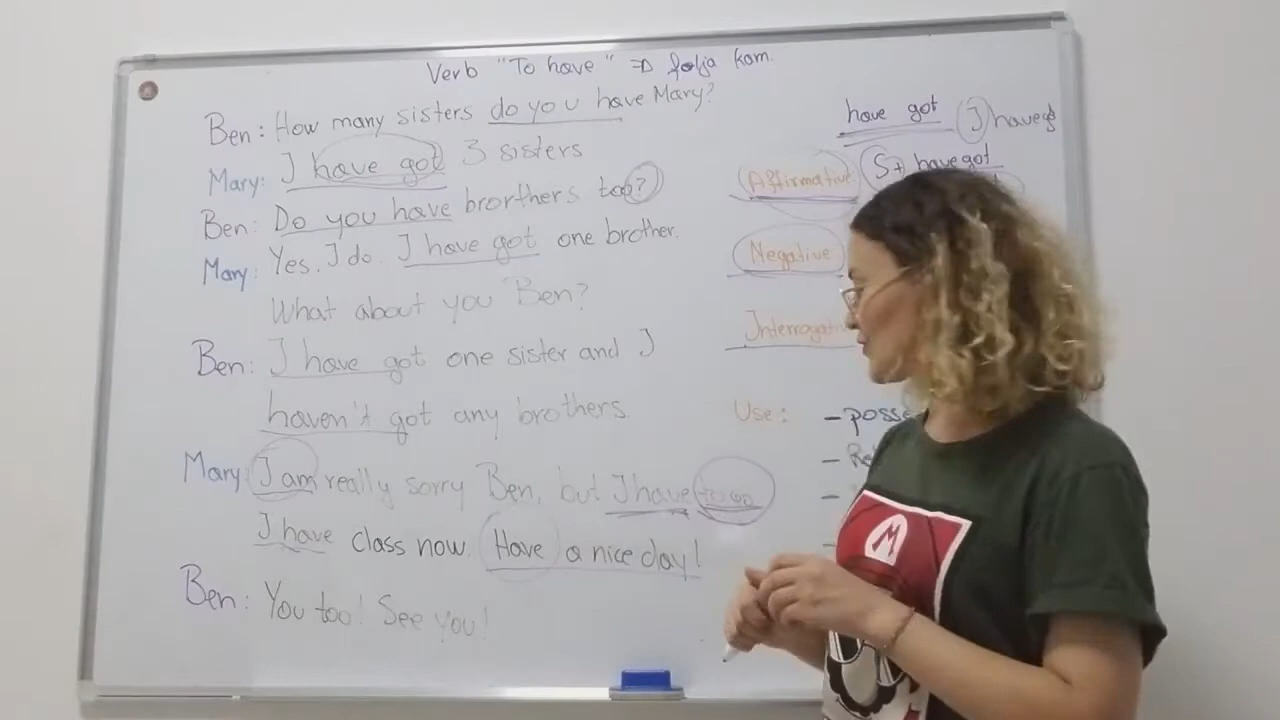 Verb "To have" => folja kam.
Ben: How many sisters do you have Mary?
Mary: I have got 3 sisters
Ben: Do you have brorthers too?
Mary: Yes, I do. I have got one brother.
What about you Ben?
Ben: I have got one sister and I
haven't got any brothers.
Mary: I am really sorry Ben, but I have to go
I have class now. Have a nice day!
Ben: You too! See you!
have got I have
Affirmative S+ have got
Negative
Interrogative
Use:
M